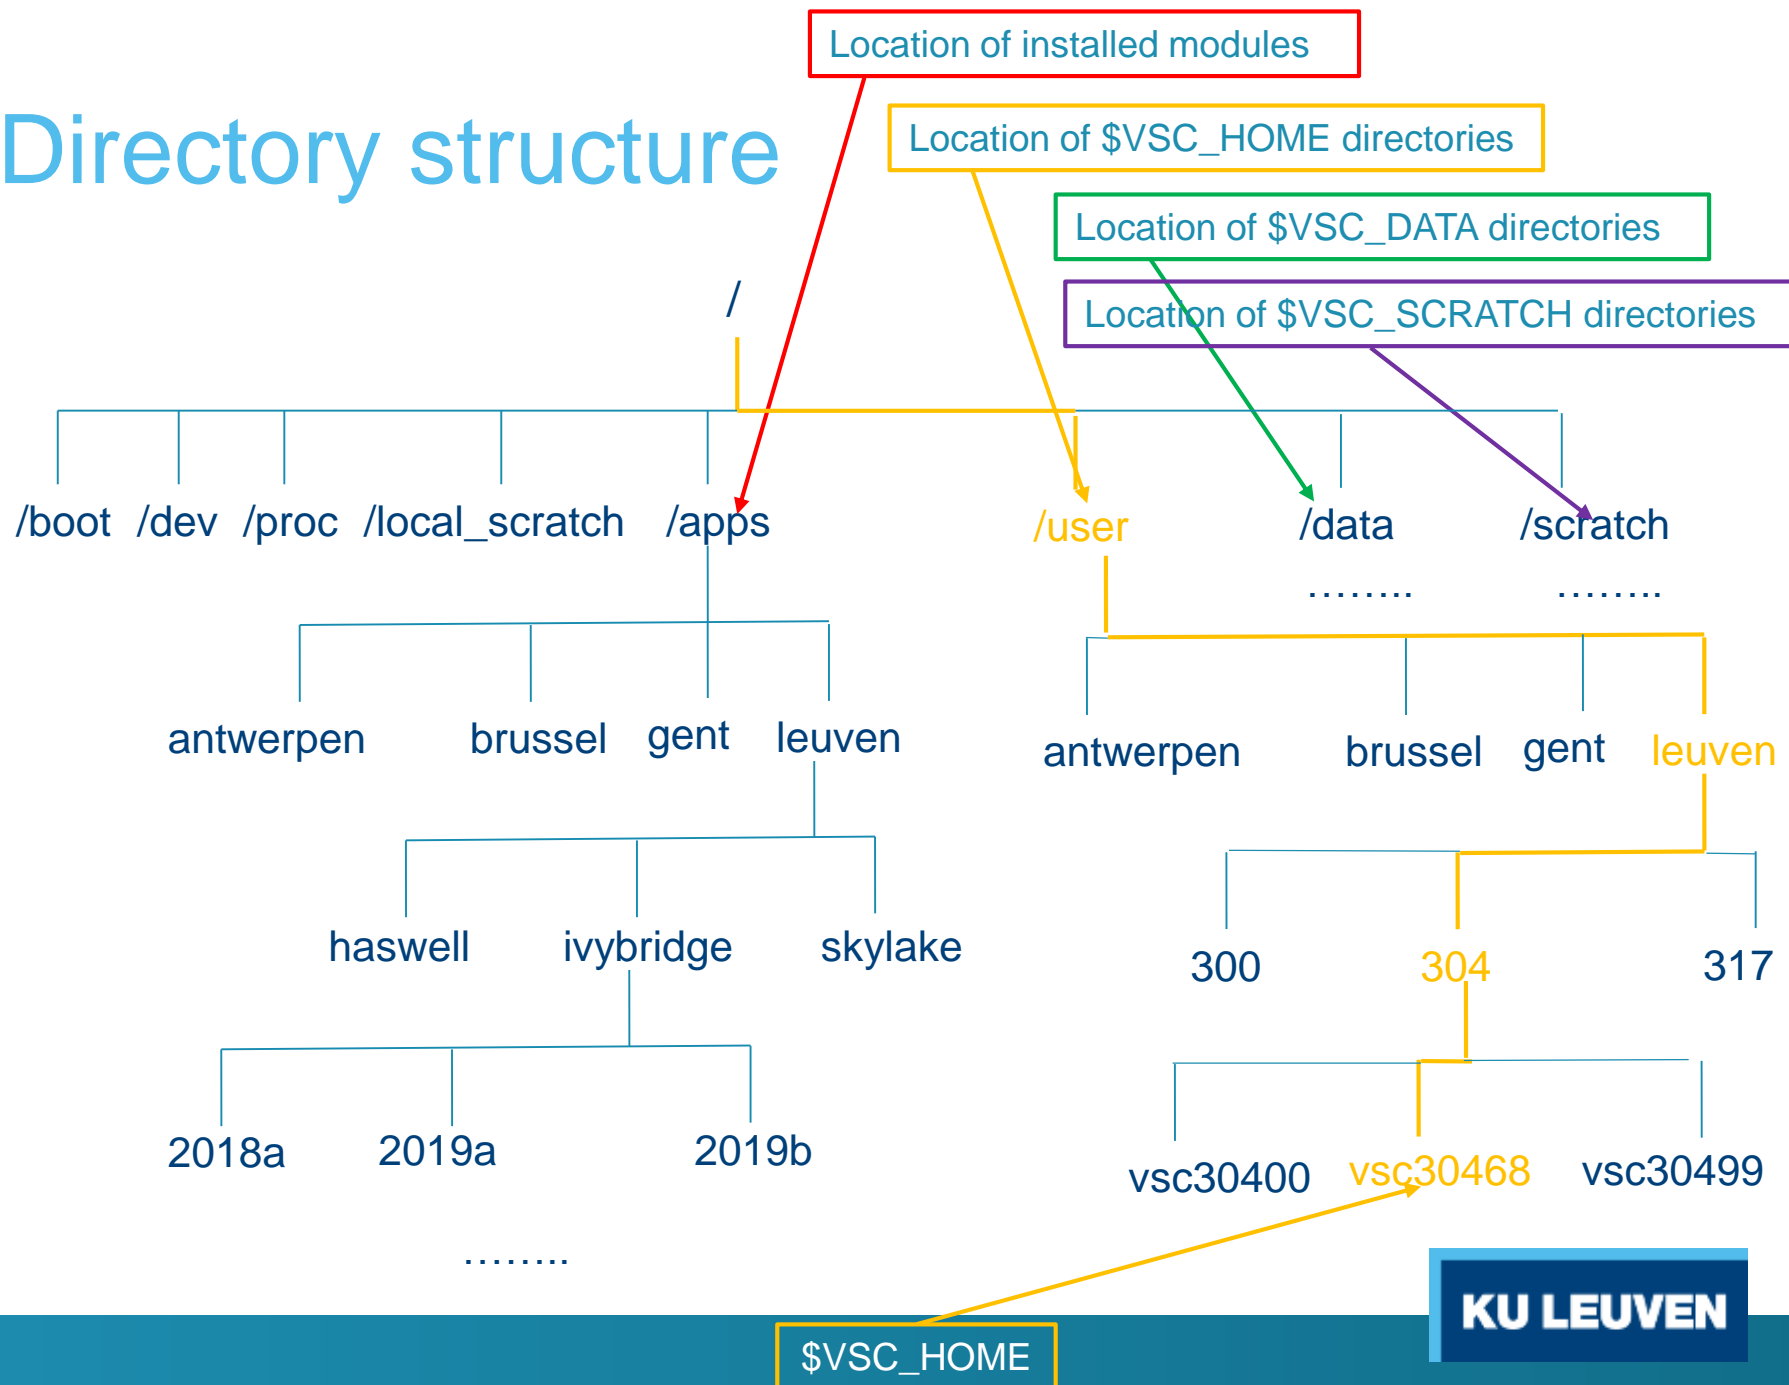 Location of installed modules
Directory structure
Location of $VSC_HOME directories
Location of $VSC_DATA directories
Location of $VSC_SCRATCH directories
/
/boot /dev /proc /local_scratch /apps /user /data /scratch
........ ........
antwerpen brussel gent leuven antwerpen brussel gent leuven
haswell ivybridge skylake 300 304 317
2018a 2019a 2019b vsc30400 vsc30468 vsc30499
........
KU LEUVEN
$VSC_HOME